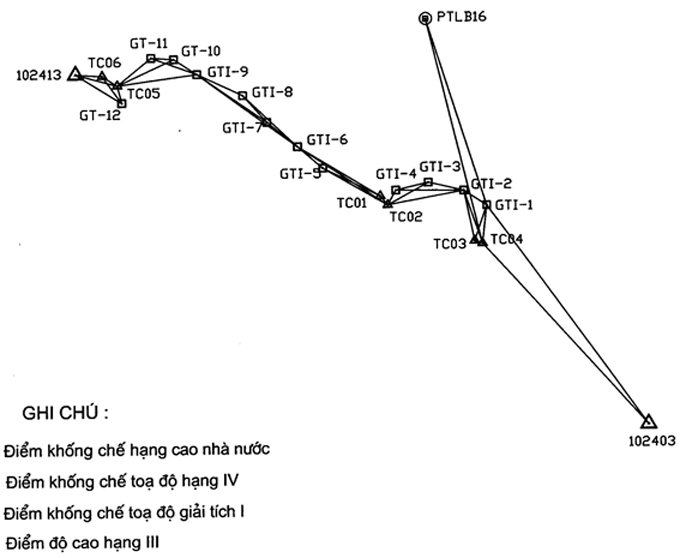 PTLB16
GT-11
GT-10
TC06
102413
GTI-9
TC05
GTI-8
GT-12
GTI-7
GTI-6
GTI-5
GTI-4
GTI-3
GTI-2
TC01
TC02
GTI-1
TC03
TC04
102403
GHI CHÚ :
Điểm khống chế hạng cao nhà nước
Điểm khống chế toạ độ hạng IV
Điểm khống chế toạ độ giải tích I
Điểm độ cao hạng III